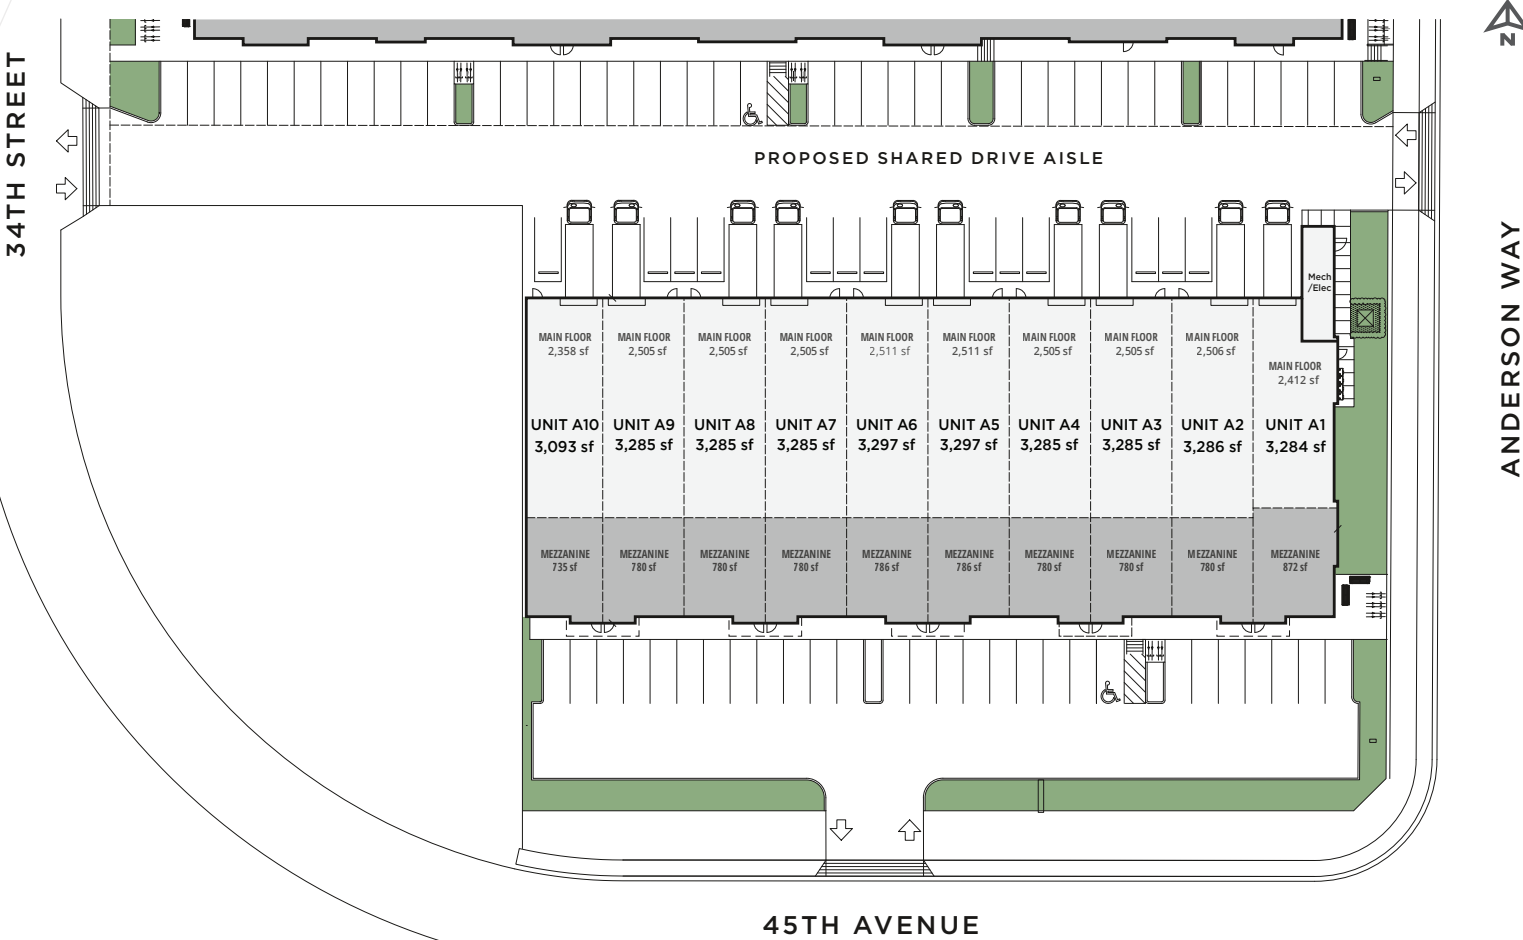 34TH STREET
N
PROPOSED SHARED DRIVE AISLE
ANDERSON WAY
Mech
/Elec
MAIN FLOOR
2,358 sf
MAIN FLOOR
2,505 sf
MAIN FLOOR
2,505 sf
MAIN FLOOR
2,505 sf
MAIN FLOOR
2,511 sf
MAIN FLOOR
2,511 sf
MAIN FLOOR
2,505 sf
MAIN FLOOR
2,505 sf
MAIN FLOOR
2,506 sf
MAIN FLOOR
2,412 sf
UNIT A10
3,093 sf
UNIT A9
3,285 sf
UNIT A8
3,285 sf
UNIT A7
3,285 sf
UNIT A6
3,297 sf
UNIT A5
3,297 sf
UNIT A4
3,285 sf
UNIT A3
3,285 sf
UNIT A2
3,286 sf
UNIT A1
3,284 sf
MEZZANINE
735 sf
MEZZANINE
780 sf
MEZZANINE
780 sf
MEZZANINE
780 sf
MEZZANINE
786 sf
MEZZANINE
786 sf
MEZZANINE
780 sf
MEZZANINE
780 sf
MEZZANINE
780 sf
MEZZANINE
872 sf
45TH AVENUE